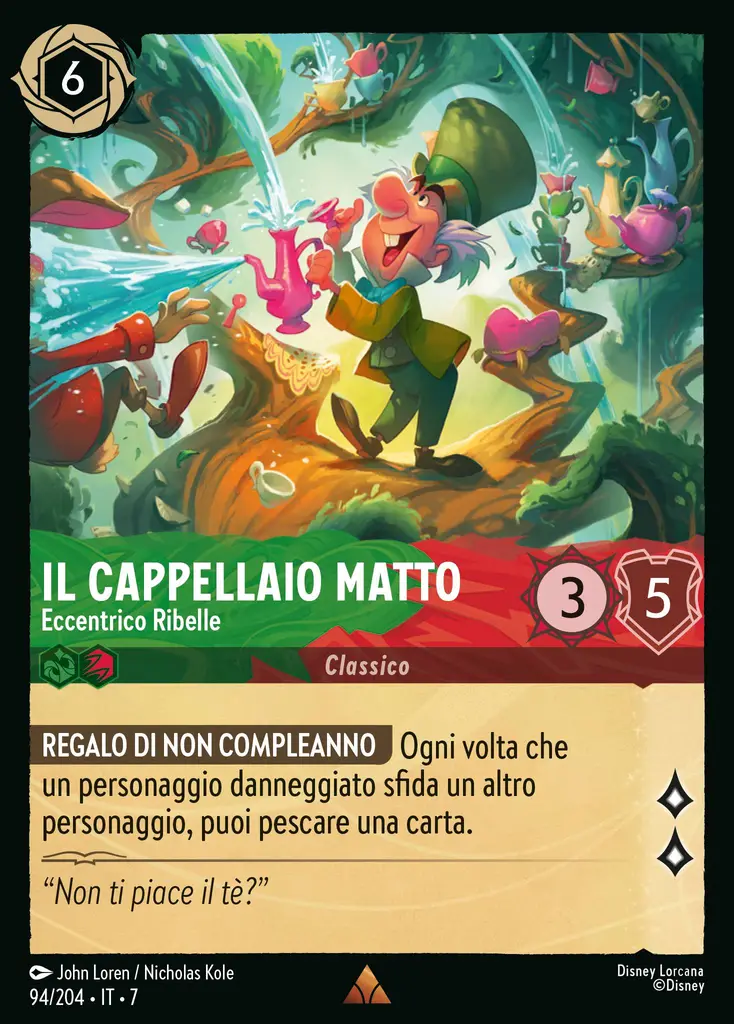 6
IL CAPPELLAIO MATTO
Eccentrico Ribelle
3
5
Classico
REGALO DI NON COMPLEANNO Ogni volta che
un personaggio danneggiato sfida un altro
personaggio, puoi pescare una carta.
“Non ti piace il tè?”
John Loren / Nicholas Kole
94/204 • IT • 7
Disney Lorcana
©Disney